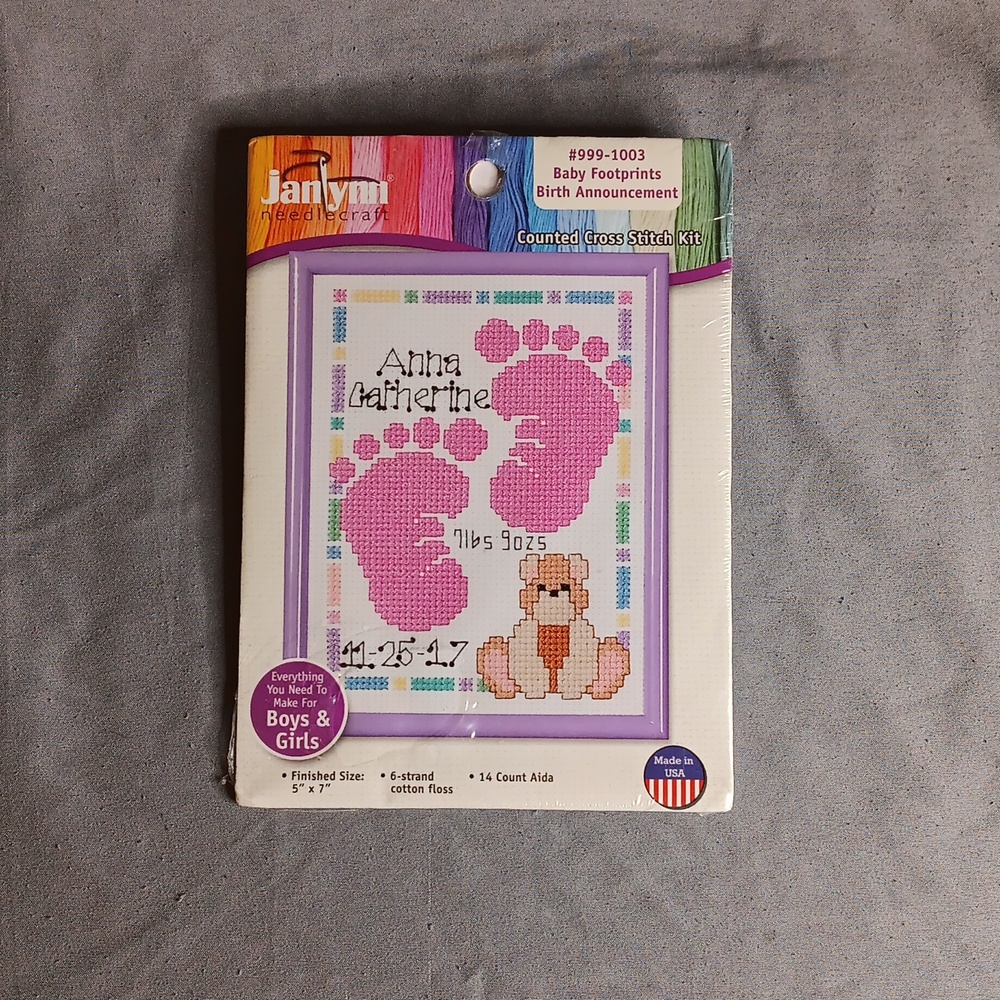 janlynn®
needlecraft
#999-1003
Baby Footprints
Birth Announcement
Counted Cross Stitch Kit
Anna
Catherine
7lbs 9ozs
11-25-17
Everything
You Need To
Make For
Boys &
Girls
• Finished Size:
5" x 7"
• 6-strand
cotton floss
• 14 Count Aida
Made in
USA